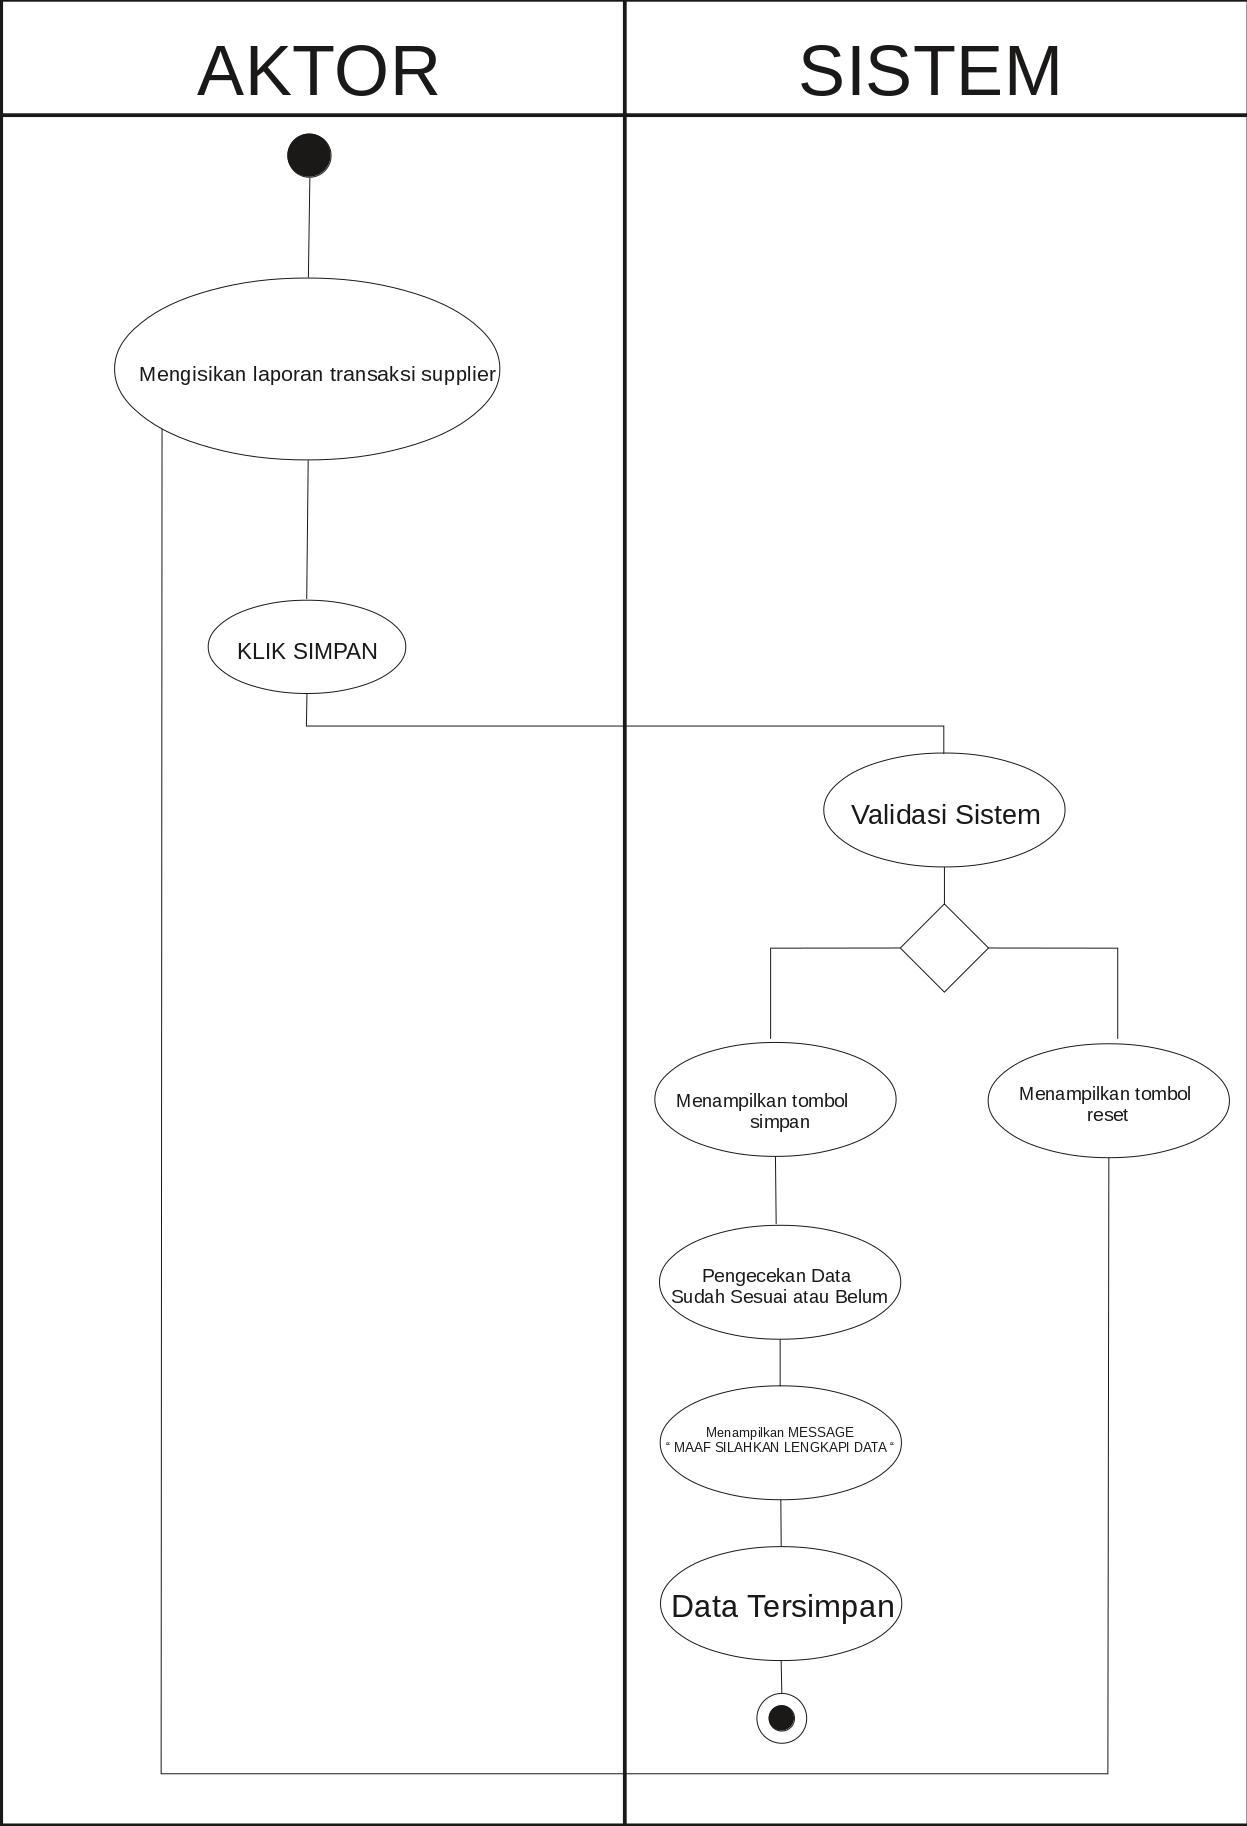 AKTOR
SISTEM
Mengisikan laporan transaksi supplier
KLIK SIMPAN
Validasi Sistem
Menampilkan tombol
simpan
Menampilkan tombol
reset
Pengecekan Data
Sudah Sesuai atau Belum
Menampilkan MESSAGE
“ MAAF SILAHKAN LENGKAPI DATA “
Data Tersimpan